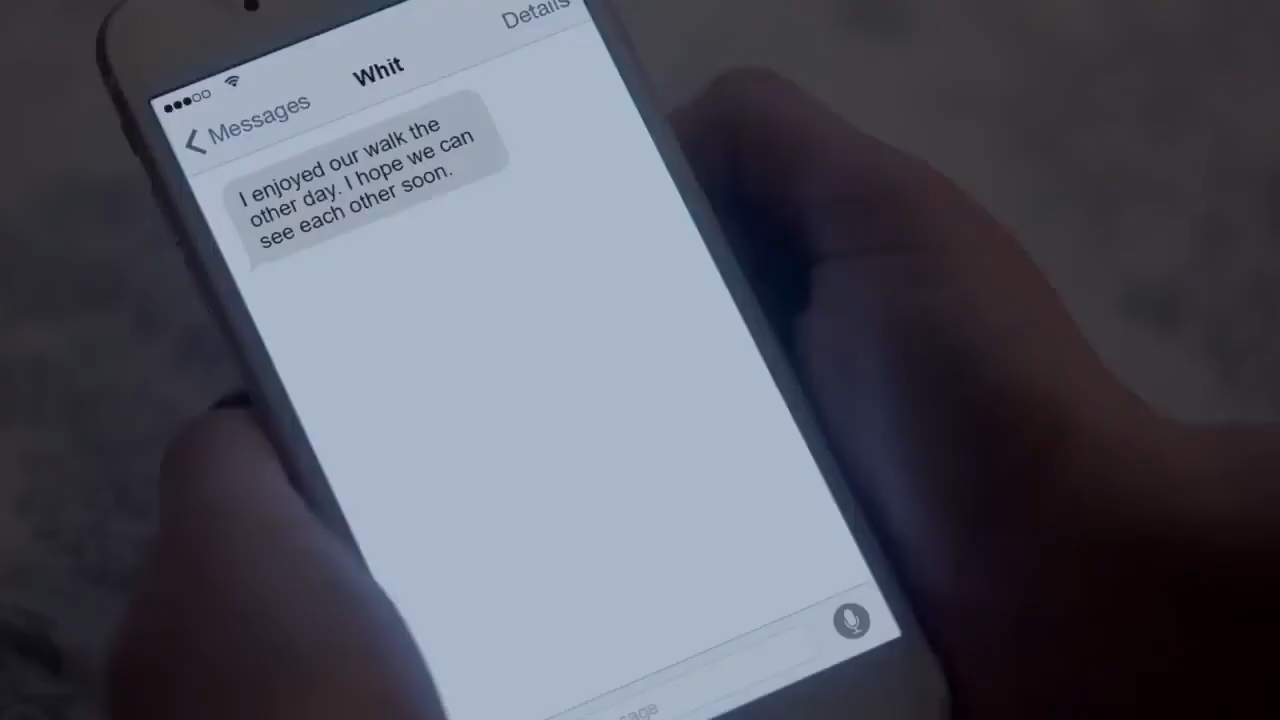 Details
Whit
Messages
I enjoyed our walk the
other day. I hope we can
see each other soon.